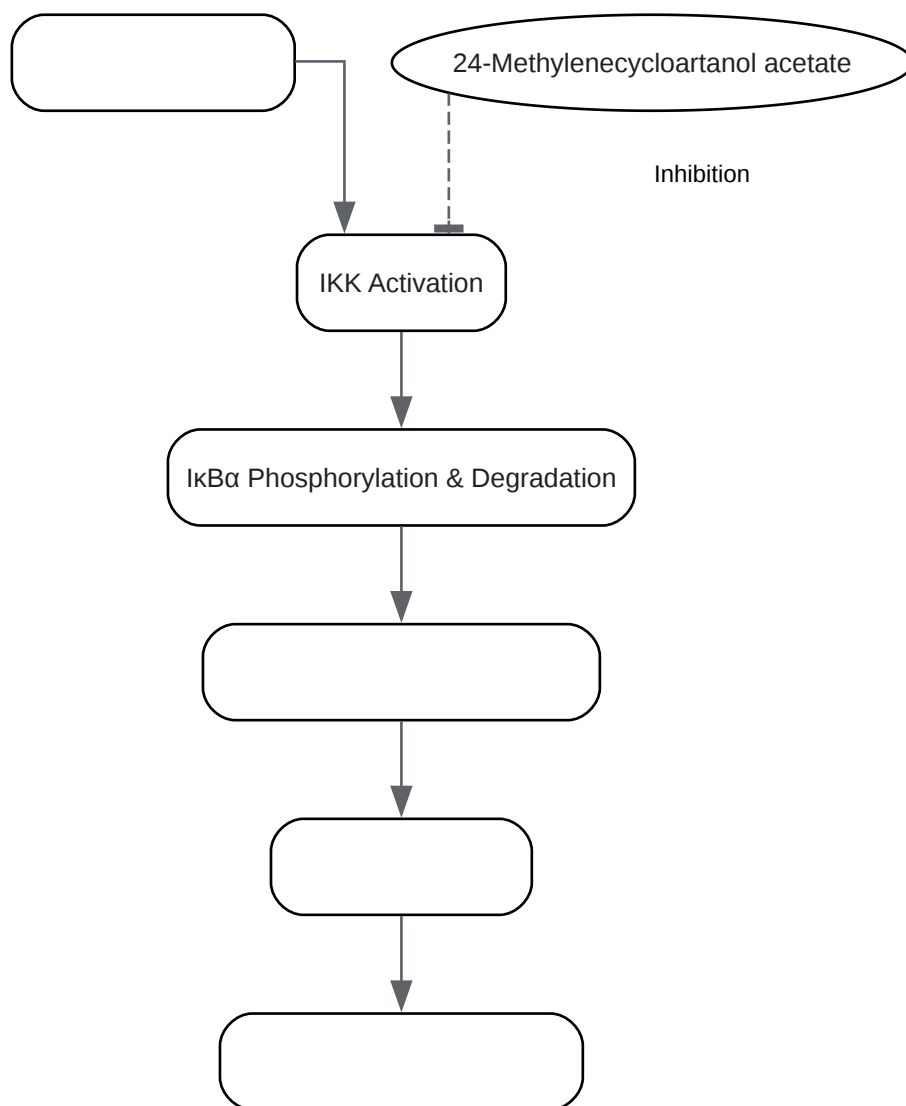 24-Methylenecycloartanol acetate
Inhibition
IKK Activation
IκBα Phosphorylation & Degradation